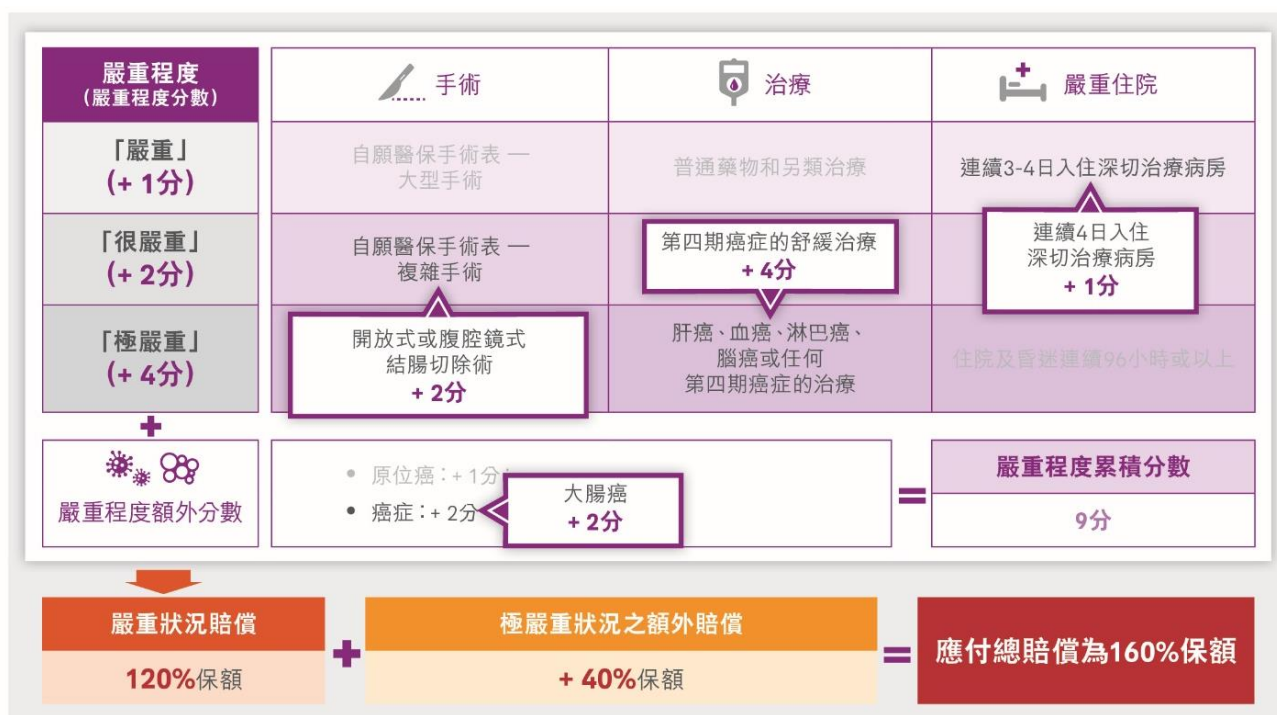 嚴重程度
(嚴重程度分數)
手術
治療
嚴重住院
「嚴重」
(+ 1分)
自願醫保手術表 —
大型手術
普通藥物和另類治療
連續3-4日入住深切治療病房
「很嚴重」
(+ 2分)
自願醫保手術表 —
複雜手術
第四期癌症的舒緩治療
+ 4分
連續4日入住
深切治療病房
+ 1分
「極嚴重」
(+ 4分)
開放式或腹腔鏡式
結腸切除術
+ 2分
肝癌、血癌、淋巴癌、
腦癌或任何
第四期癌症的治療
住院及昏迷連續96小時或以上
+
嚴重程度額外分數
• 原位癌:+ 1分
• 癌症:+ 2分
大腸癌
+ 2分
=
嚴重程度累積分數
9分
嚴重狀況賠償
120%保額
+
極嚴重狀況之額外賠償
+ 40%保額
=
應付總賠償為160%保額